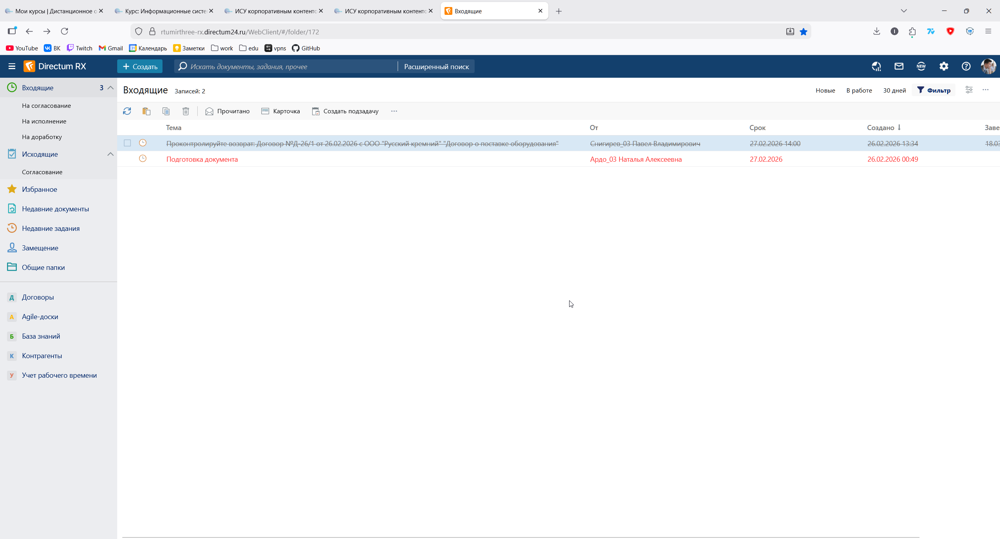 Мои курсы | Дистанционное о
Курс: Информационные систе
ИСУ корпоративным контенто
ИСУ корпоративным контенто
Входящие
rtumirthree-rx.directum24.ru/WebClient/#/folder/172
YouTube
ВК
Twitch
Gmail
31 Календарь
Заметки
work
edu
vpns
GitHub
Directum RX
Создать
Искать документы, задания, прочее
Расширенный поиск
NEW
Входящие 3
На согласование
На исполнение
На доработку
Исходящие
Согласование
Избранное
Недавние документы
Недавние задания
Замещение
Общие папки
Д Договоры
А Agile-доски
Б База знаний
К Контрагенты
У Учет рабочего времени
Входящие Записей: 2
Новые В работе 30 дней Фильтр
Прочитано Карточка Создать подзадачу
Тема От Срок Создано Заве
Проконтролируйте возврат: Договор №Д-26/1 от 26.02.2026 с ООО "Русский кремний" "Договор о поставке оборудования" Снигирев_03 Павел Владимирович 27.02.2026 14:00 26.02.2026 13:34 18.03
Подготовка документа Ардо_03 Наталья Алексеевна 27.02.2026 26.02.2026 00:49